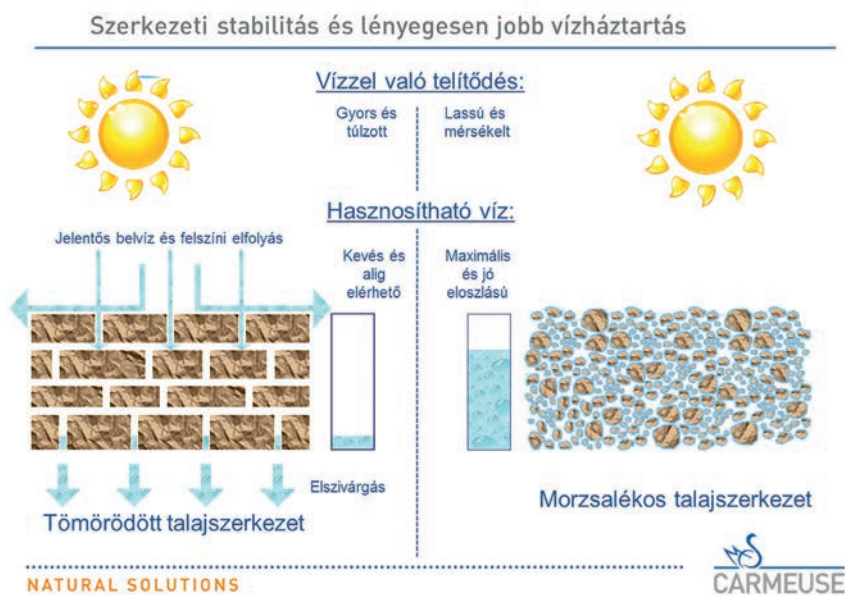 Szerkezeti stabilitás és lényegesen jobb vízháztartás
Vízzel való telítődés:
Gyors és
túlzott
Lassú és
mérsékelt
Hasznosítható víz:
Jelentős belvíz és felszíni elfolyás
Kevés és
alig
elérhető
Maximális
és jó
eloszlású
Elszivárgás
Tömörödött talajszerkezet
Morzsalékos talajszerkezet
NATURAL SOLUTIONS
CARMEUSE